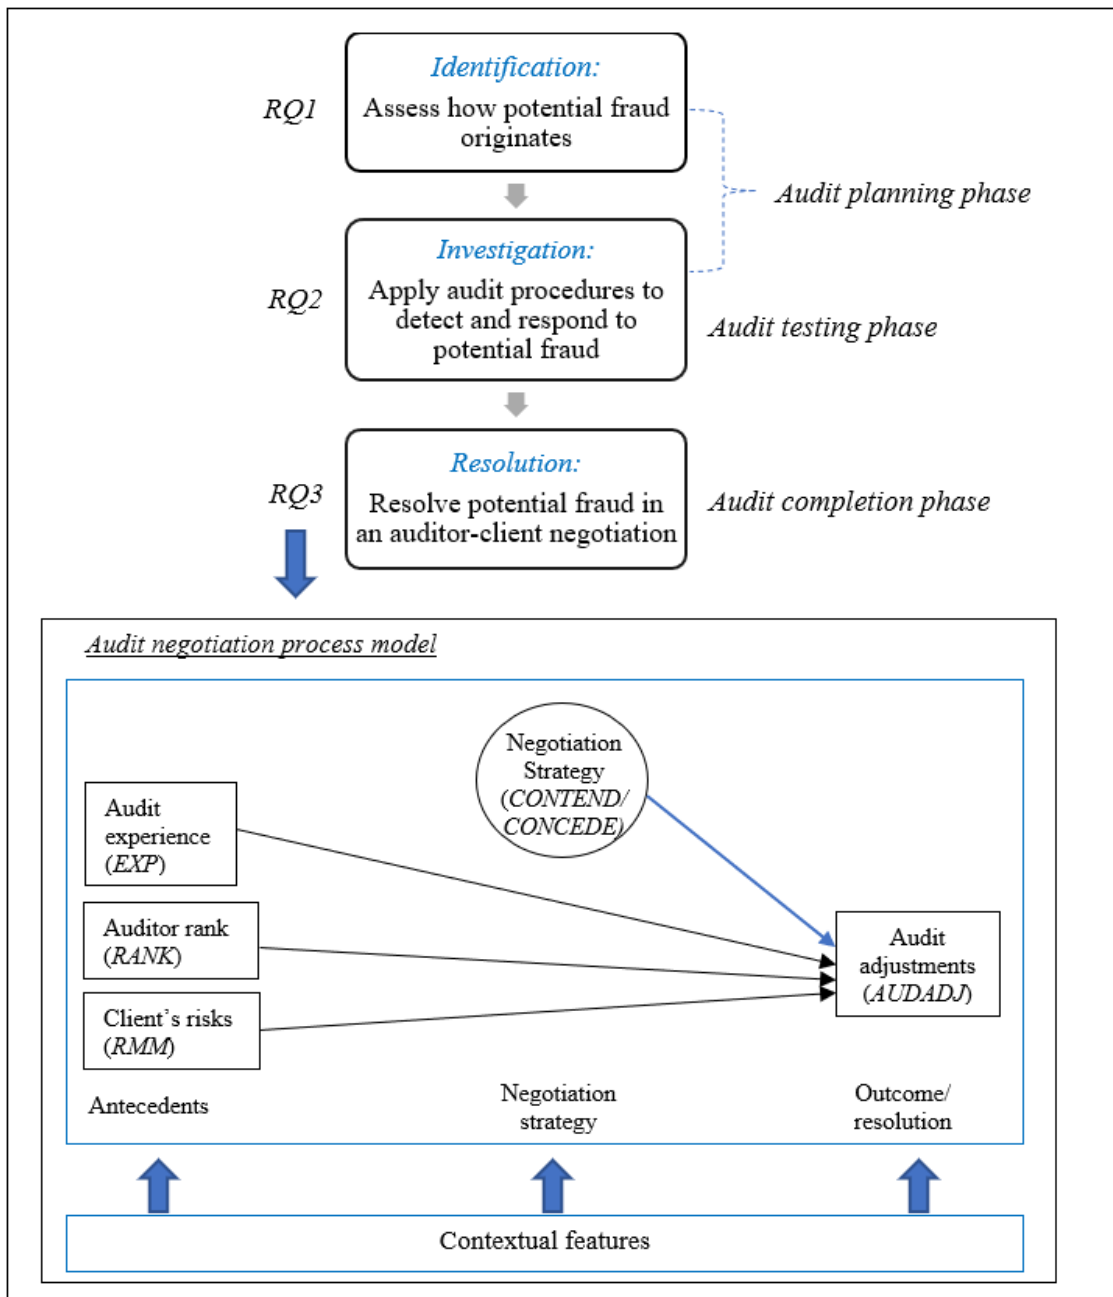 Identification:
RQ1
Assess how potential fraud
originates
Audit planning phase
Investigation:
RQ2
Apply audit procedures to
detect and respond to
potential fraud
Audit testing phase
Resolution:
RQ3
Resolve potential fraud in
an auditor-client negotiation
Audit completion phase
Audit negotiation process model
Negotiation
Strategy
(CONTEND/
CONCEDE)
Audit
experience
(EXP)
Auditor rank
(RANK)
Client’s risks
(RMM)
Audit
adjustments
(AUDADJ)
Antecedents
Negotiation
strategy
Outcome/
resolution
Contextual features